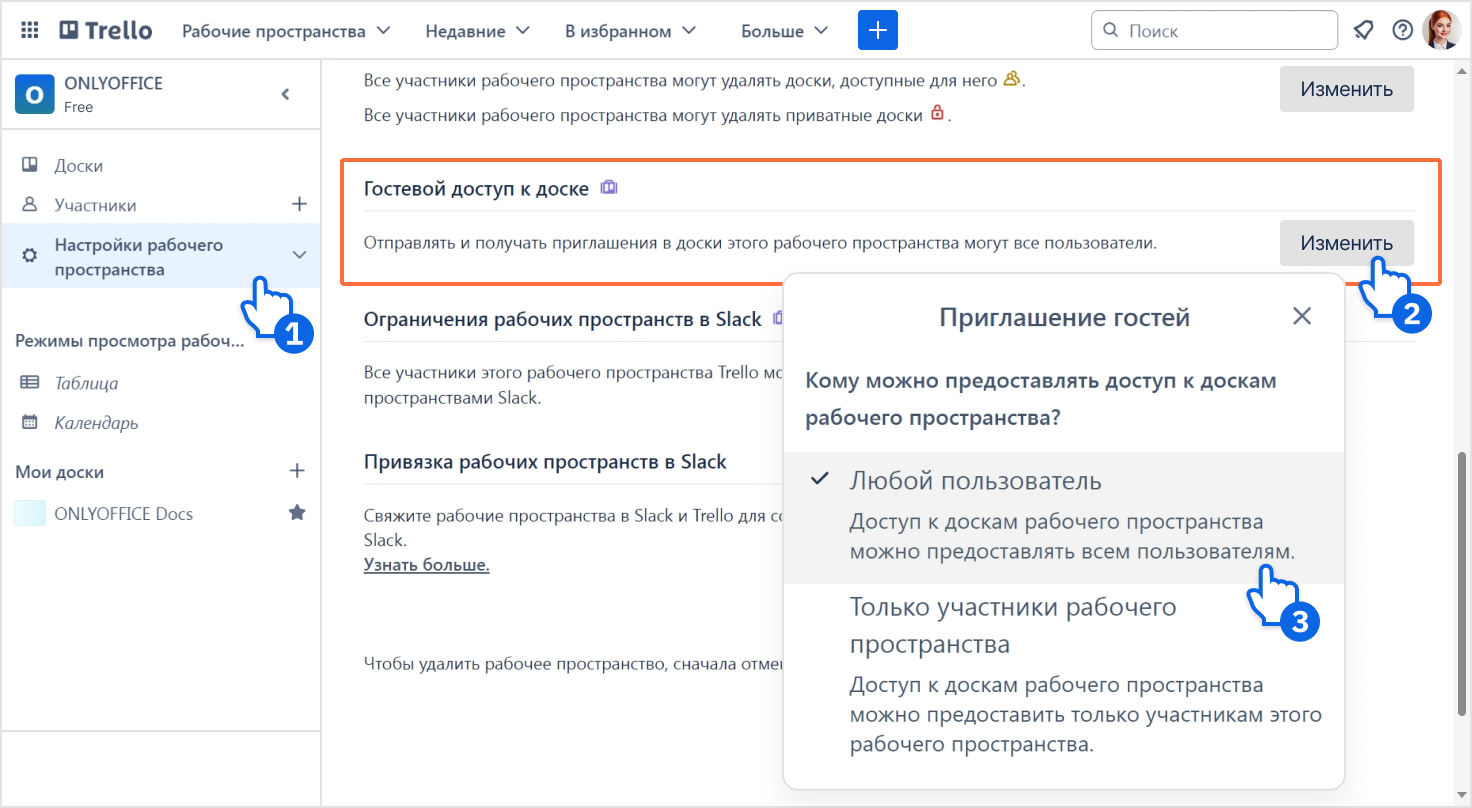 Trello
Рабочие пространства
Недавние
В избранном
Больше
Поиск
O
ONLYOFFICE
Free
Доски
Участники
Настройки рабочего
пространства
1
Режимы просмотра рабоч...
Таблица
Календарь
Мои доски
ONLYOFFICE Docs
Все участники рабочего пространства могут удалять доски, доступные для него .
Изменить
Все участники рабочего пространства могут удалять приватные доски .
Гостевой доступ к доске
Отправлять и получать приглашения в доски этого рабочего пространства могут все пользователи.
Изменить
2
Ограничения рабочих пространств в Slack
Все участники этого рабочего пространства Trello мо
пространствами Slack.
Привязка рабочих пространств в Slack
Свяжите рабочие пространства в Slack и Trello для со
Slack.
Узнать больше.
Чтобы удалить рабочее пространство, сначала отме
Приглашение гостей
Кому можно предоставлять доступ к доскам
рабочего пространства?
Любой пользователь
Доступ к доскам рабочего пространства
можно предоставлять всем пользователям.
3
Только участники рабочего
пространства
Доступ к доскам рабочего пространства
можно предоставить только участникам этого
рабочего пространства.